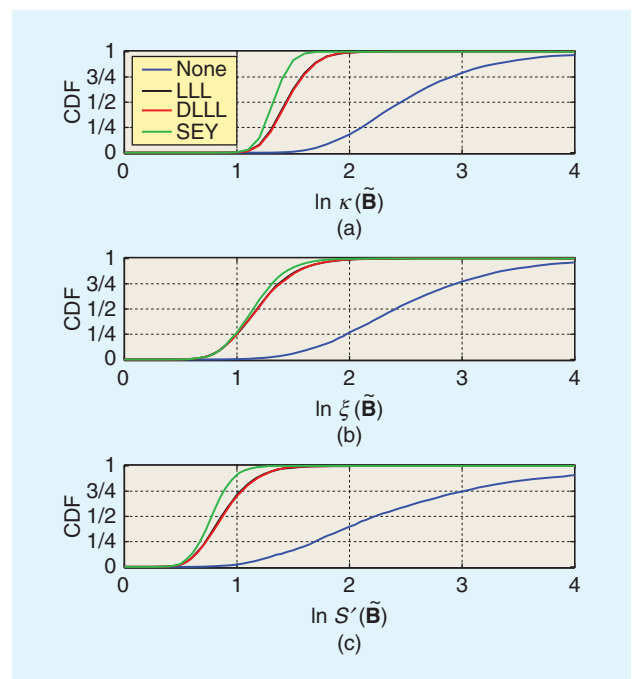 1
3/4
1/2
1/4
0
CDF
None
LLL
DLLL
SEY
0 1 2 3 4
ln κ(B̃)
(a)
1
3/4
1/2
1/4
0
CDF
0 1 2 3 4
ln ξ(B̃)
(b)
1
3/4
1/2
1/4
0
CDF
0 1 2 3 4
ln S′(B̃)
(c)